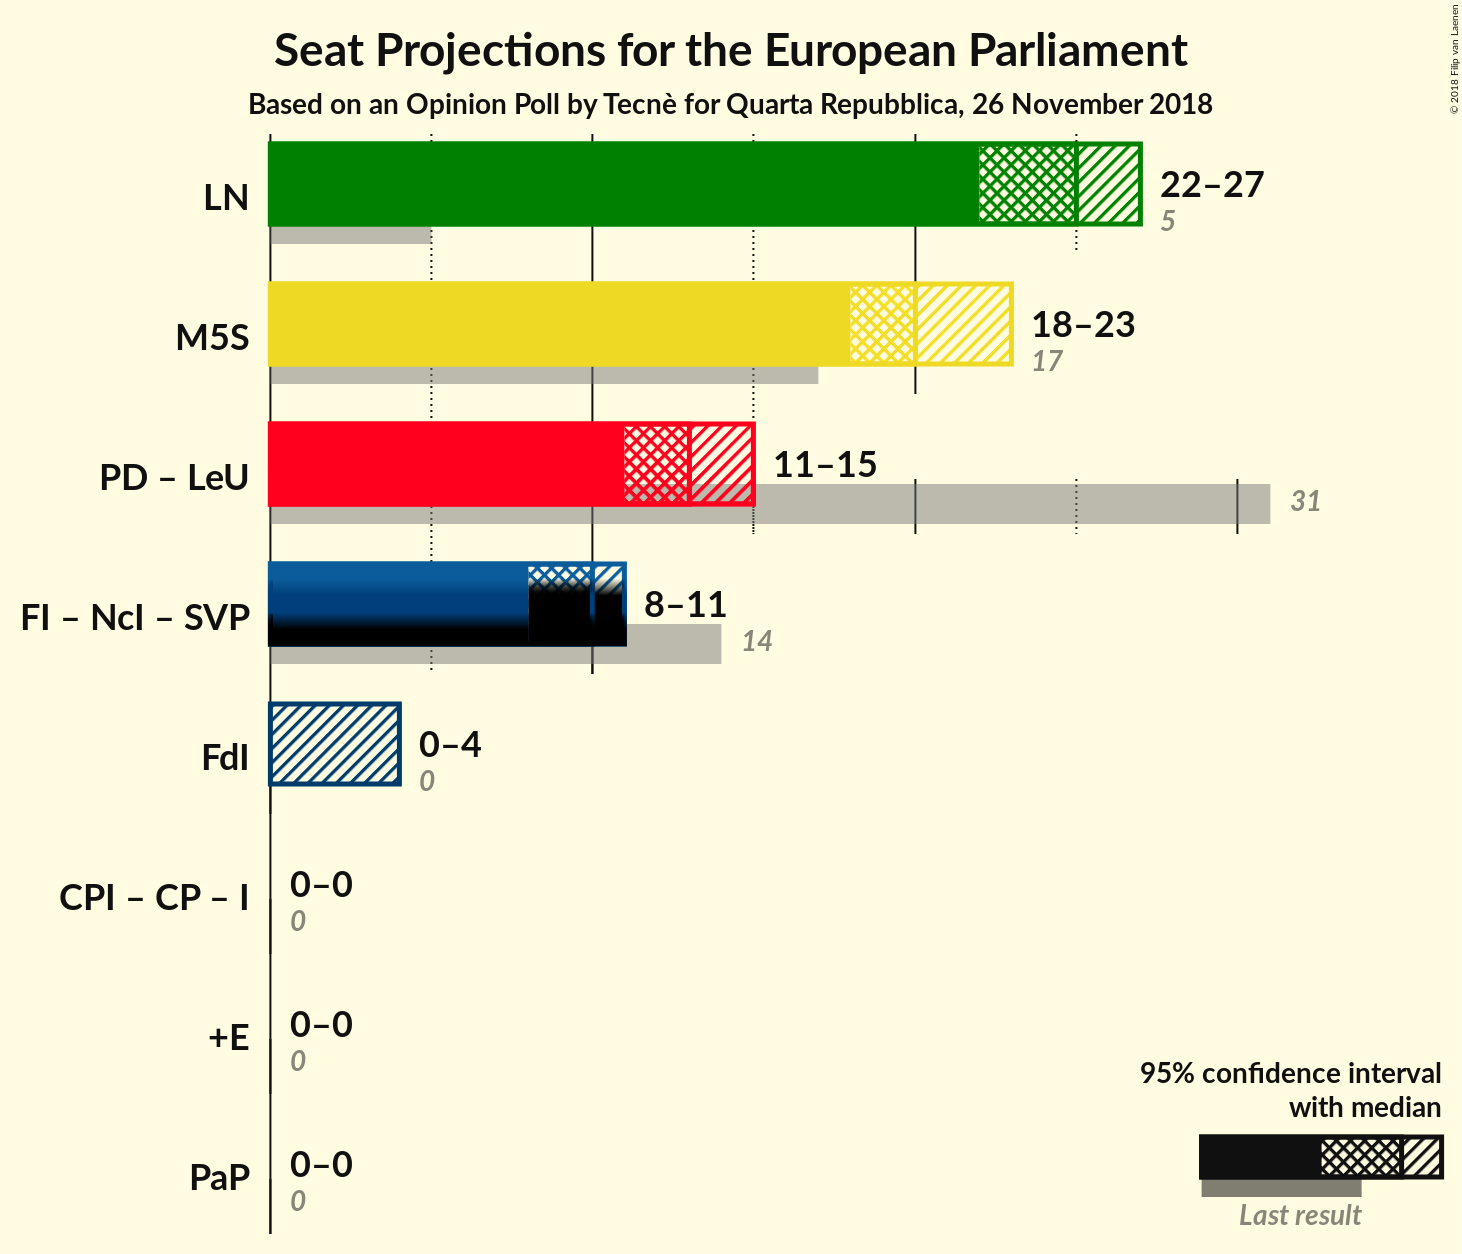 Seat Projections for the European Parliament
Based on an Opinion Poll by Tecnè for Quarta Repubblica, 26 November 2018
© 2018 Filip van Laenen
LN
22–27
5
M5S
18–23
17
PD – LeU
11–15
31
FI – NcI – SVP
8–11
14
FdI
0–4
0
CPI – CP – I
0–0
0
+E
0–0
0
PaP
0–0
0
95% confidence interval
with median
Last result